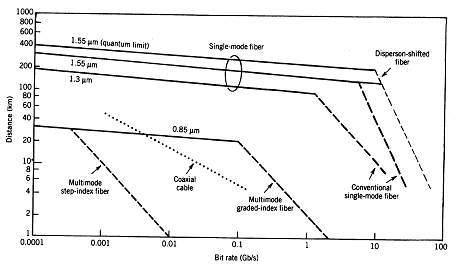 1000
800
600
400
200
100
80
60
40
20
10
8
6
4
2
1
Distance (km)
1.55 μm (quantum limit)
Single-mode fiber
1.55 μm
1.3 μm
Disperson-shifted
fiber
0.85 μm
Multimode
step-index fiber
Coaxial
cable
Multimode
graded-index fiber
Conventional
single-mode fiber
0.0001
0.001
0.01
0.1
1
10
100
Bit rate (Gb/s)